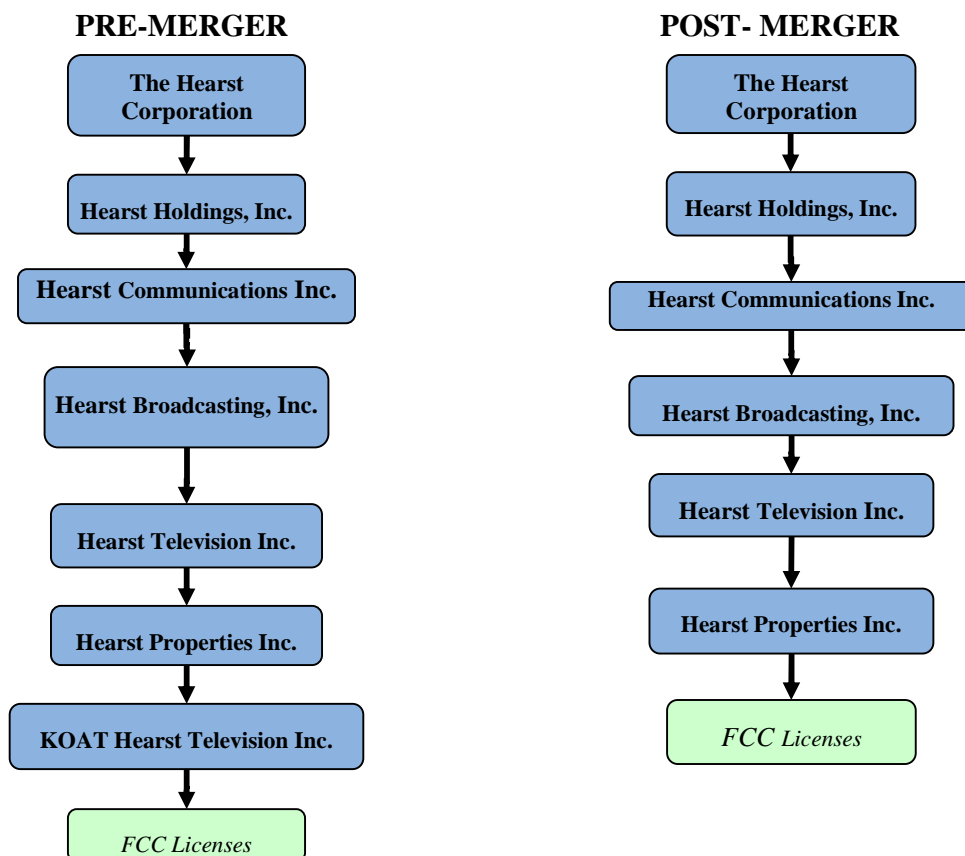 PRE-MERGER
The Hearst
Corporation
Hearst Holdings, Inc.
Hearst Communications Inc.
Hearst Broadcasting, Inc.
Hearst Television Inc.
Hearst Properties Inc.
KOAT Hearst Television Inc.
FCC Licenses
POST- MERGER
The Hearst
Corporation
Hearst Holdings, Inc.
Hearst Communications Inc.
Hearst Broadcasting, Inc.
Hearst Television Inc.
Hearst Properties Inc.
FCC Licenses